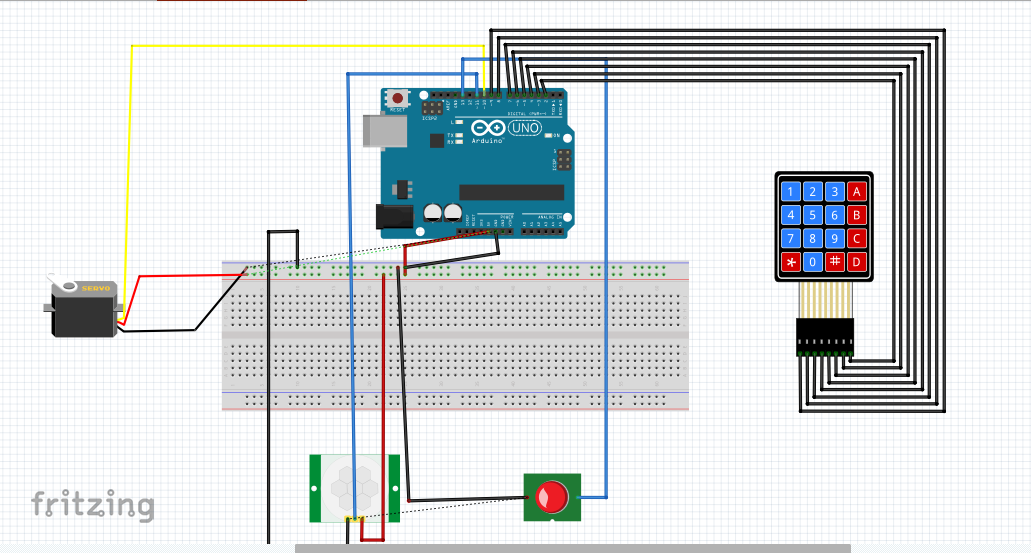 RESET
ICSP2
L
TX
RX
Arduino
UNO
ON
ICSP
DIGITAL (PWM~)
POWER
ANALOG IN
SERVO
1 2 3 A
4 5 6 B
7 8 9 C
* 0 # D
fritzing